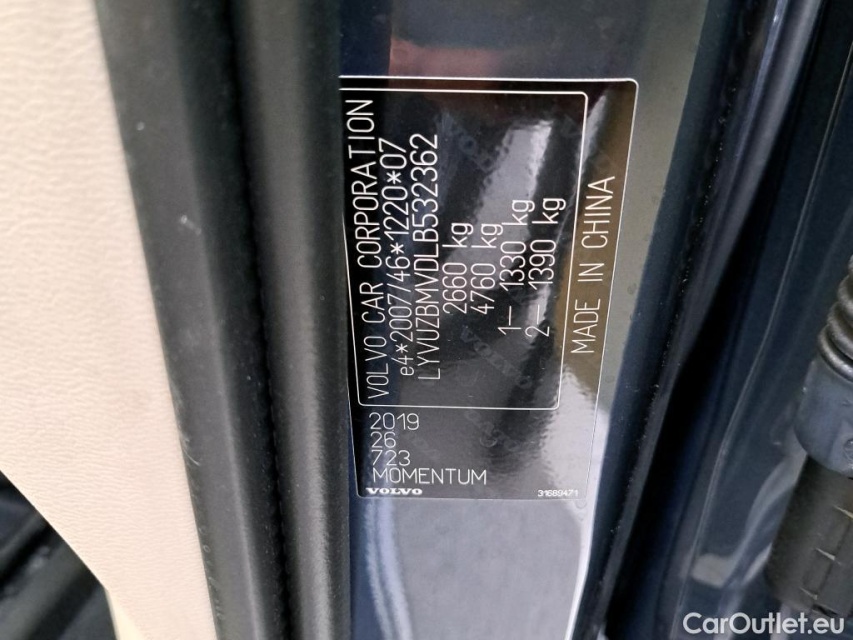 VOLVO CAR CORPORATION
e4*2007/46*1220*07
LYVUZBMVDLB532362
2660 kg
4760 kg
1— 1330 kg
2— 1390 kg
MADE IN CHINA
2019
26
723
MOMENTUM
VOLVO
31689471
CarOutlet.eu